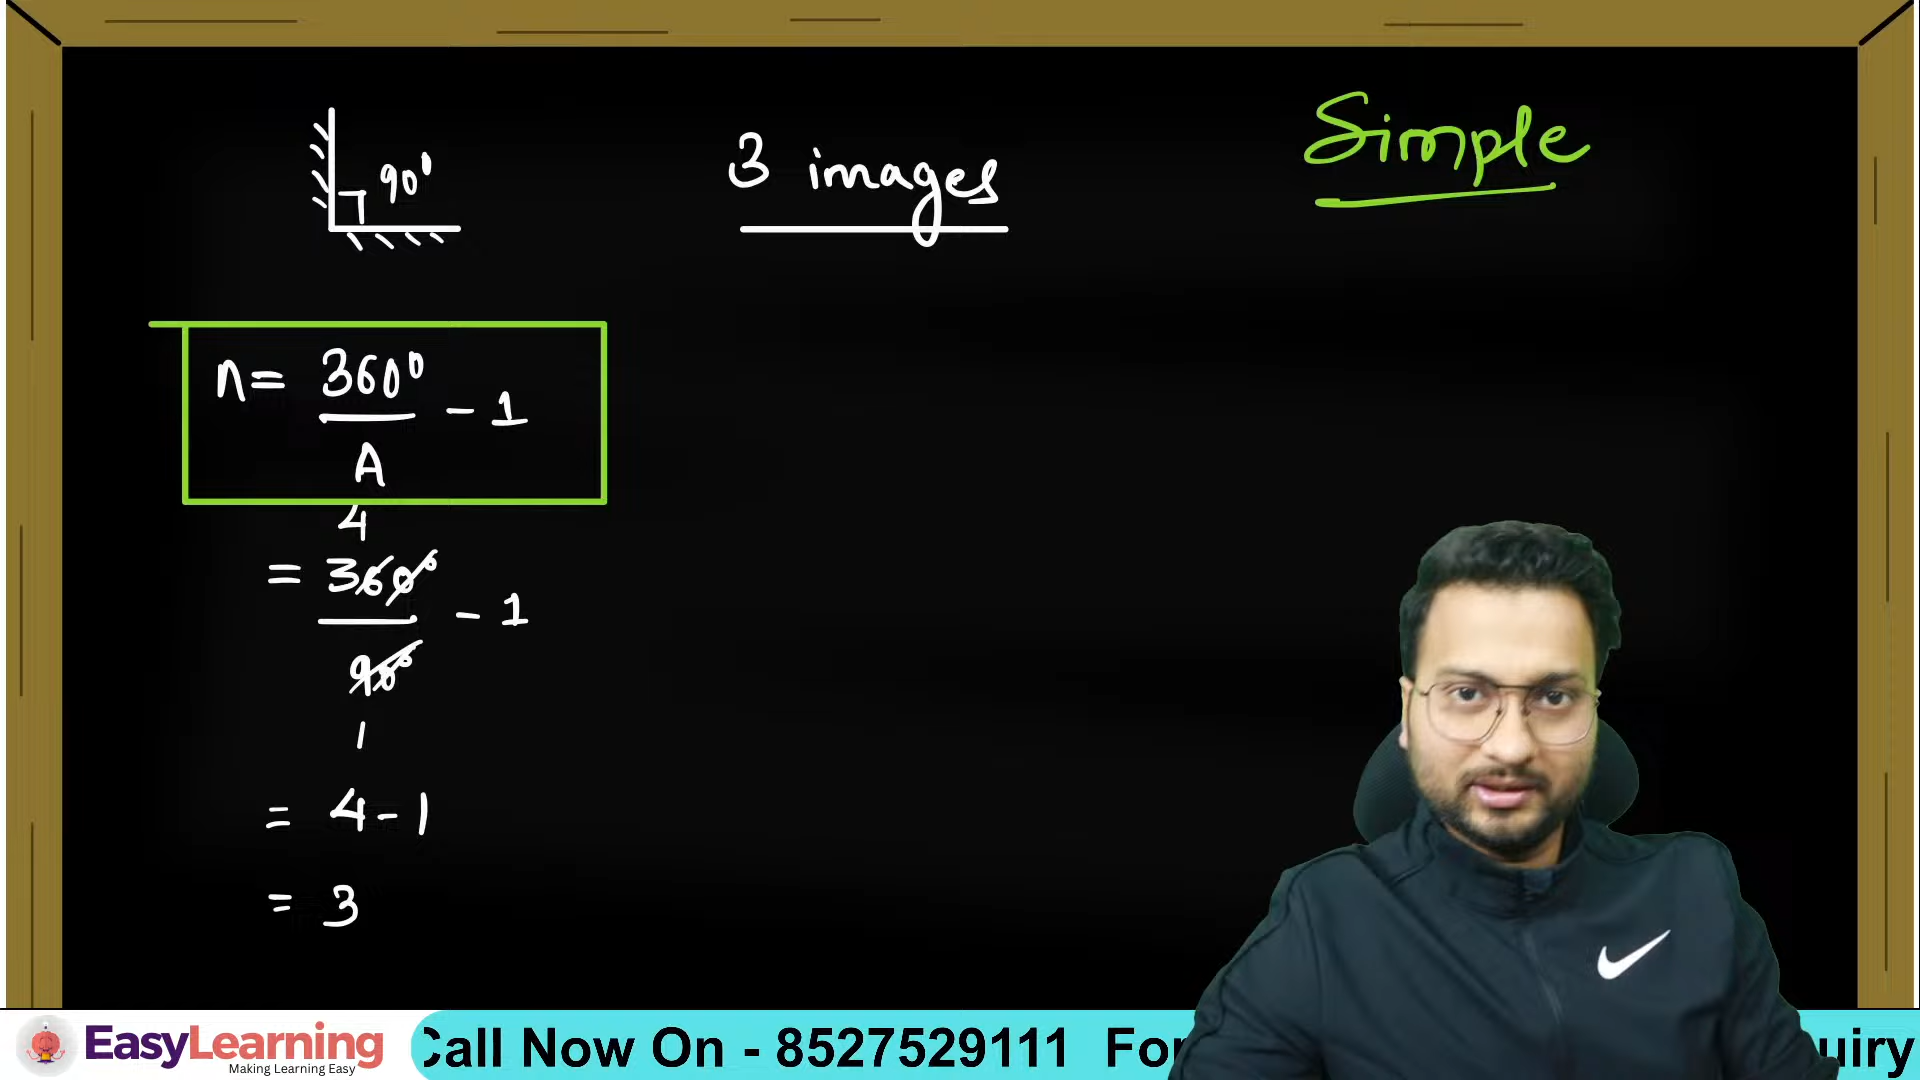 90°
3 images
Simple
n = 360° / A - 1
4
= 360° / 90° - 1
1
= 4 - 1
= 3
EasyLearning
Making Learning Easy
Call Now On - 8527529111 For
uiry